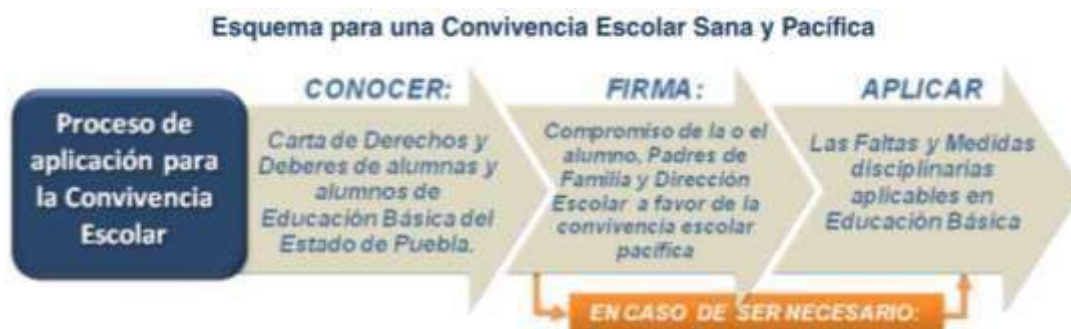 Esquema para una Convivencia Escolar Sana y Pacífica
Proceso de
aplicación para
la Convivencia
Escolar
CONOCER:
Carta de Derechos y
Deberes de alumnas y
alumnos de
Educación Básica del
Estado de Puebla.
FIRMA:
Compromiso de la o el
alumno, Padres de
Familia y Dirección
Escolar a favor de la
convivencia escolar
pacífica
APLICAR
Las Faltas y Medidas
disciplinarias
aplicables en
Educación Básica
EN CASO DE SER NECESARIO: